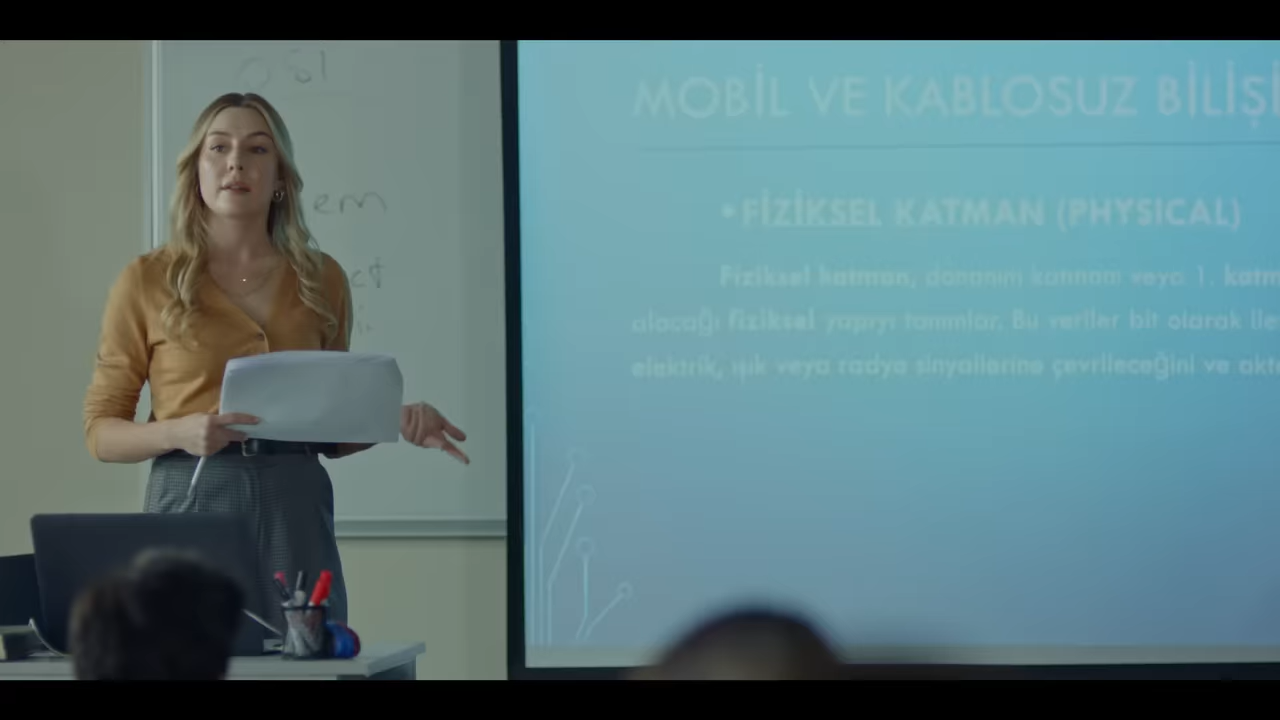 OSI
em
MOBİL VE KABLOSUZ BİLİŞİ
•FİZİKSEL KATMAN (PHYSICAL)
Fiziksel katman, donanım katmanı veya 1. katm
alacağı fiziksel yapıyı tanımlar. Bu veriler bit olarak ile
elektrik, ışık veya radyo sinyallerine çevrileceğini ve akt